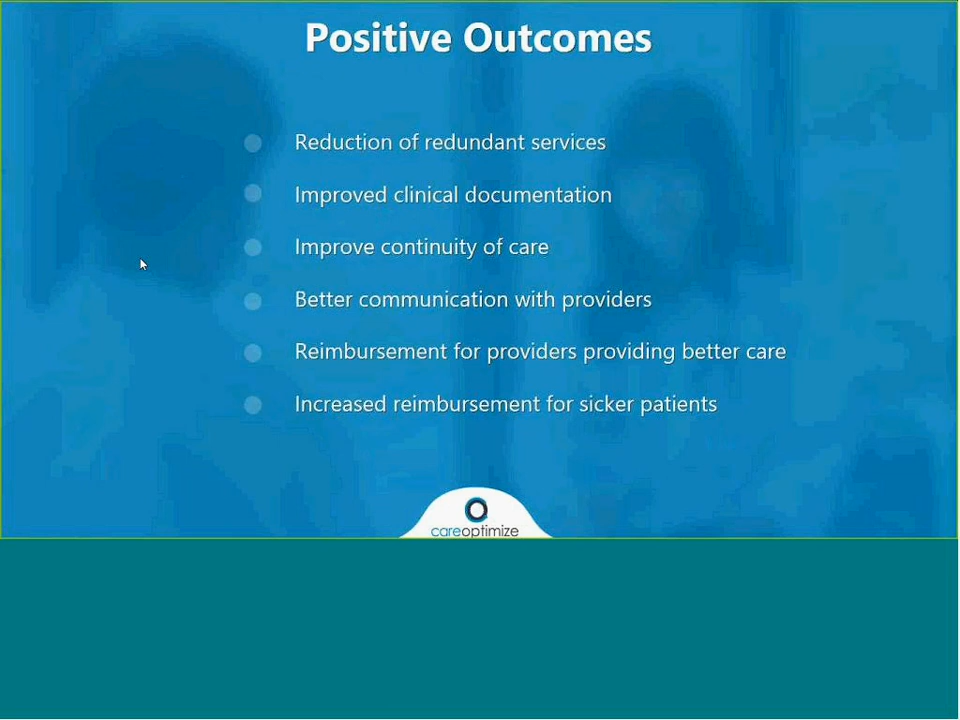 Positive Outcomes
Reduction of redundant services
Improved clinical documentation
Improve continuity of care
Better communication with providers
Reimbursement for providers providing better care
Increased reimbursement for sicker patients
careoptimize